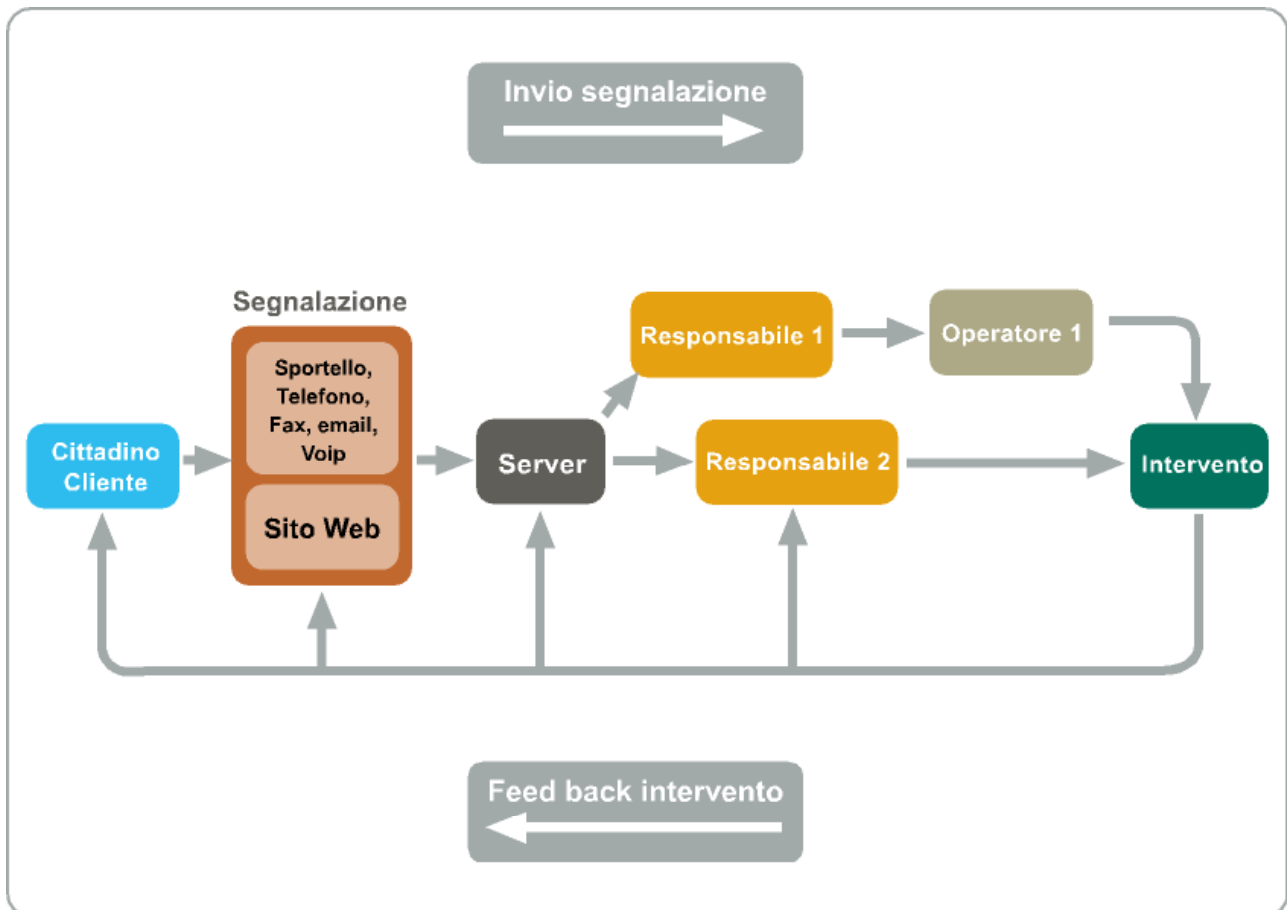 Invio segnalazione
Segnalazione
Sportello,
Telefono,
Fax, email,
Voip
Sito Web
Cittadino
Cliente
Server
Responsabile 1
Operatore 1
Responsabile 2
Intervento
Feed back intervento